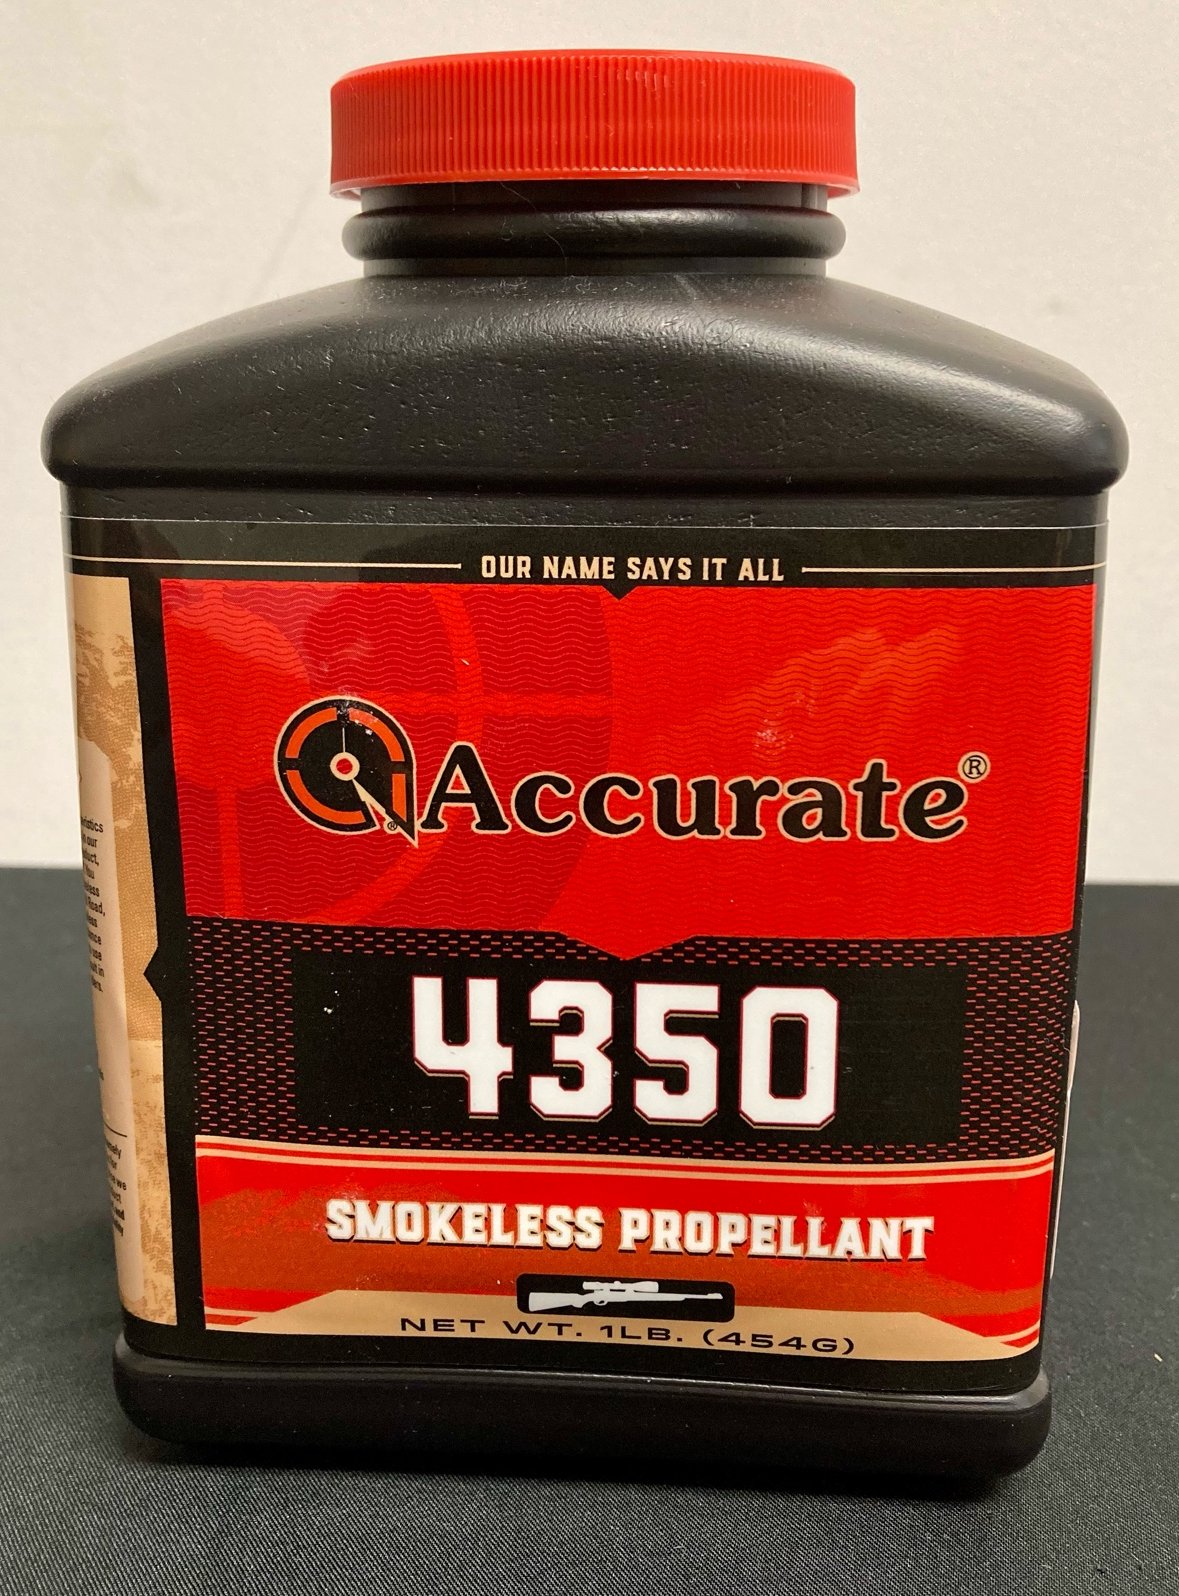 OUR NAME SAYS IT ALL
Accurate®
4350
SMOKELESS PROPELLANT
NET WT. 1LB. (454G)